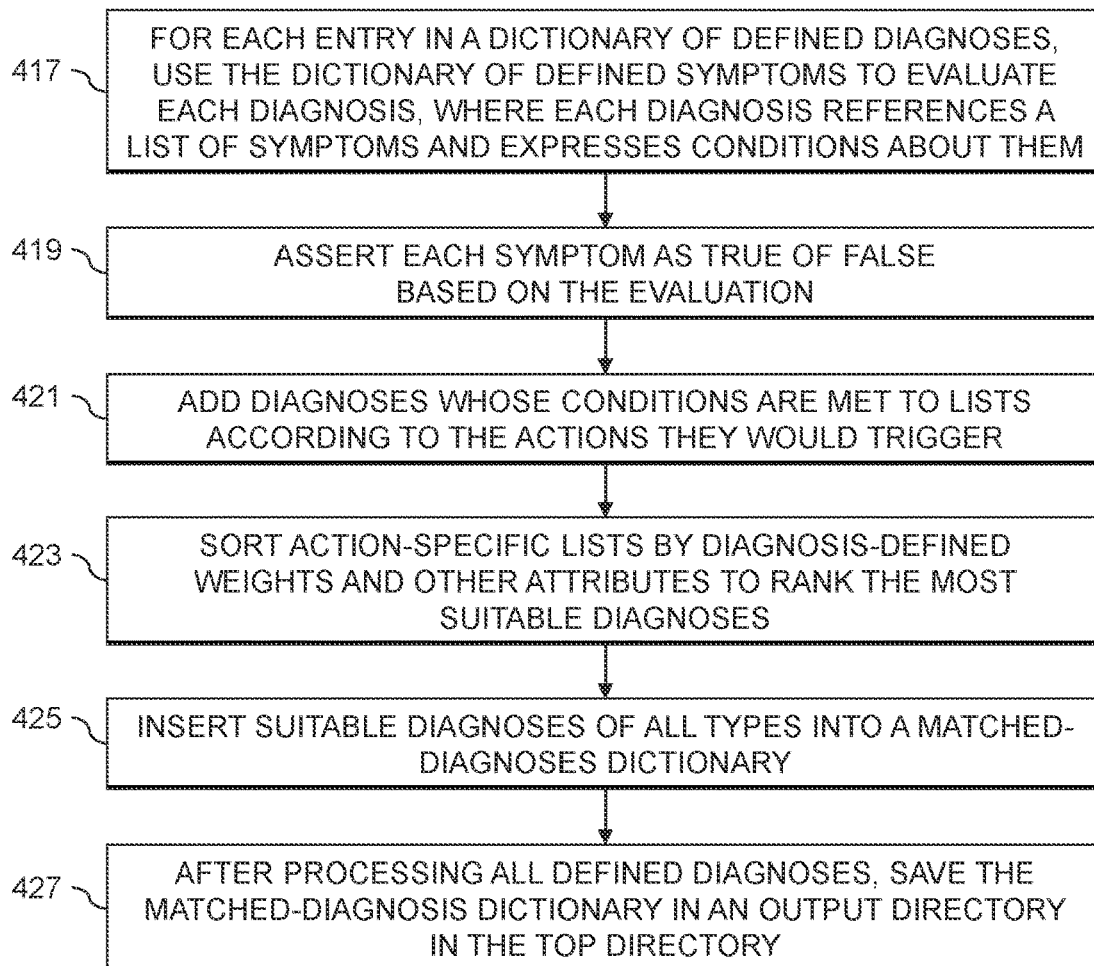 417
FOR EACH ENTRY IN A DICTIONARY OF DEFINED DIAGNOSES,
USE THE DICTIONARY OF DEFINED SYMPTOMS TO EVALUATE
EACH DIAGNOSIS, WHERE EACH DIAGNOSIS REFERENCES A
LIST OF SYMPTOMS AND EXPRESSES CONDITIONS ABOUT THEM
419
ASSERT EACH SYMPTOM AS TRUE OF FALSE
BASED ON THE EVALUATION
421
ADD DIAGNOSES WHOSE CONDITIONS ARE MET TO LISTS
ACCORDING TO THE ACTIONS THEY WOULD TRIGGER
423
SORT ACTION-SPECIFIC LISTS BY DIAGNOSIS-DEFINED
WEIGHTS AND OTHER ATTRIBUTES TO RANK THE MOST
SUITABLE DIAGNOSES
425
INSERT SUITABLE DIAGNOSES OF ALL TYPES INTO A MATCHED-
DIAGNOSES DICTIONARY
427
AFTER PROCESSING ALL DEFINED DIAGNOSES, SAVE THE
MATCHED-DIAGNOSIS DICTIONARY IN AN OUTPUT DIRECTORY
IN THE TOP DIRECTORY